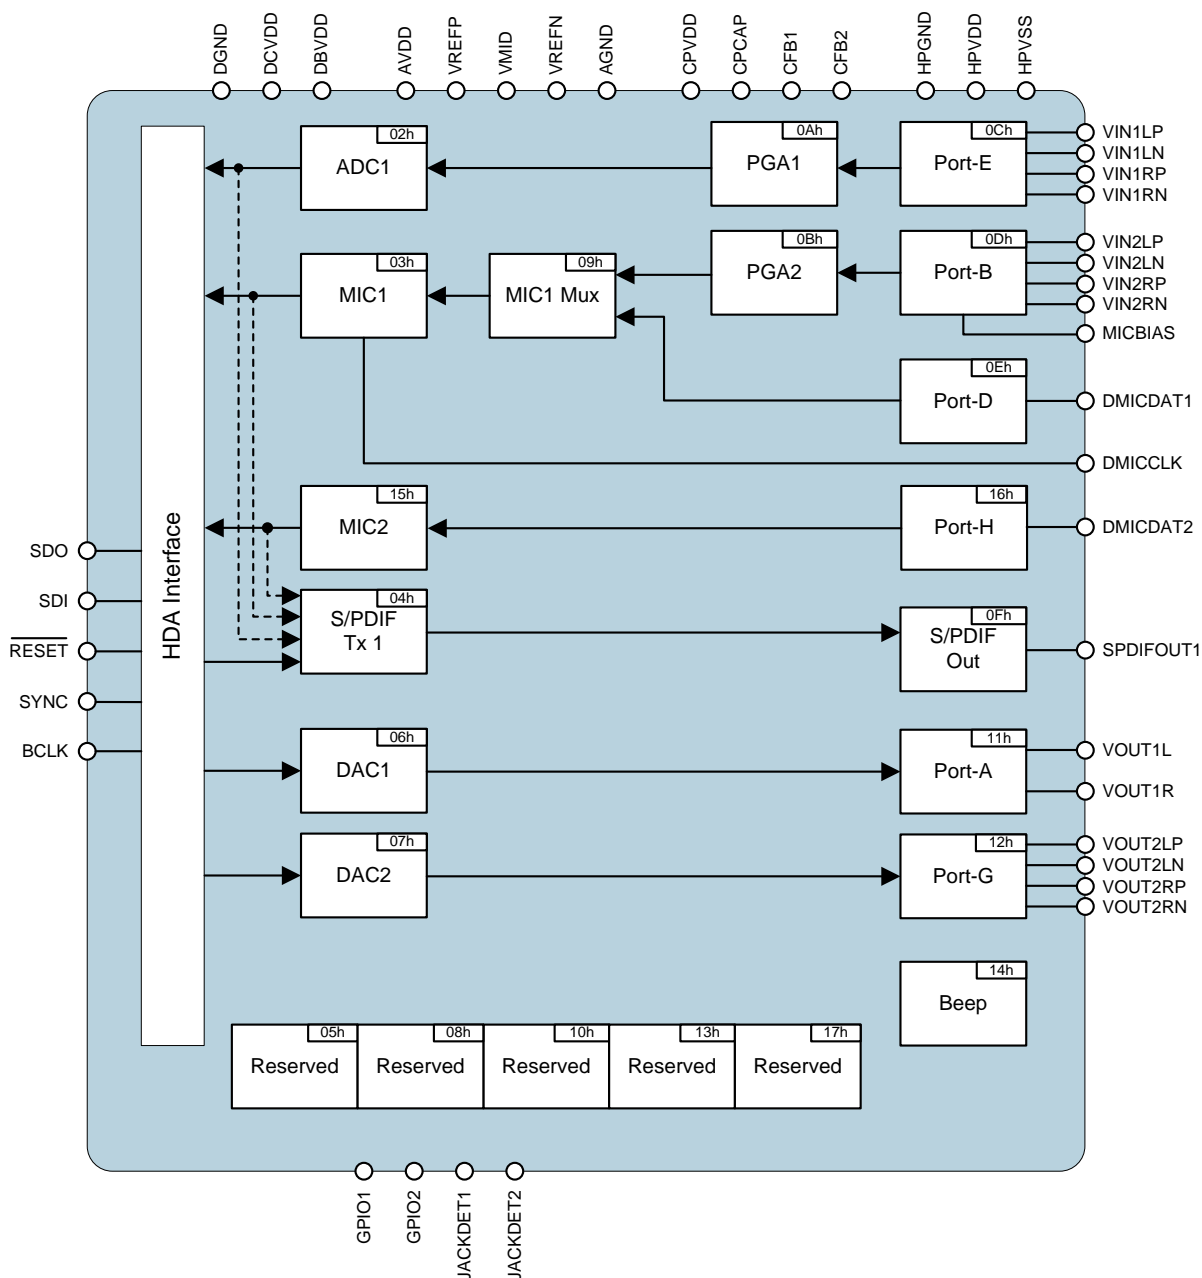 DGND
DCVDD
DBVDD
AVDD
VREFP
VMID
VREFN
AGND
CPVDD
CPCAP
CFB1
CFB2
HPGND
HPVDD
HPVSS
02h
ADC1
0Ah
PGA1
0Ch
Port-E
VIN1LP
VIN1LN
VIN1RP
VIN1RN
03h
MIC1
09h
MIC1 Mux
0Bh
PGA2
0Dh
Port-B
VIN2LP
VIN2LN
VIN2RP
VIN2RN
MICBIAS
0Eh
Port-D
DMICDAT1
DMICCLK
15h
MIC2
16h
Port-H
DMICDAT2
HDA Interface
SDO
SDI
RESET
SYNC
BCLK
04h
S/PDIF
Tx 1
0Fh
S/PDIF
Out
SPDIFOUT1
06h
DAC1
11h
Port-A
VOUT1L
VOUT1R
07h
DAC2
12h
Port-G
VOUT2LP
VOUT2LN
VOUT2RP
VOUT2RN
14h
Beep
05h
Reserved
08h
Reserved
10h
Reserved
13h
Reserved
17h
Reserved
GPIO1
GPIO2
JACKDET1
JACKDET2